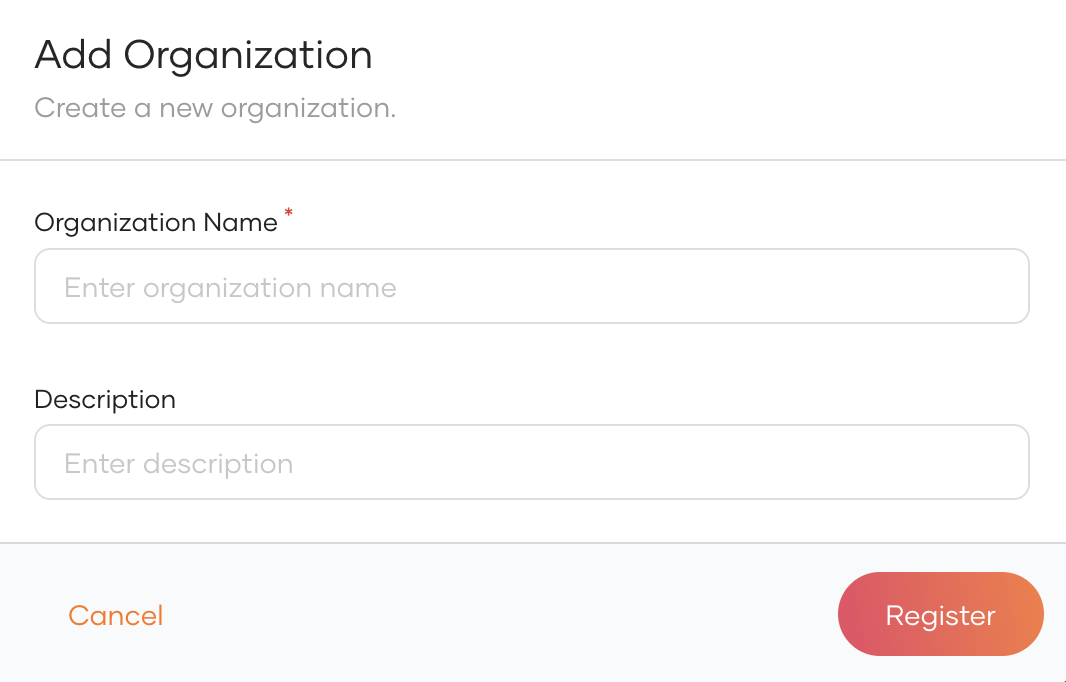 Add Organization
Create a new organization.
Organization Name *
Enter organization name
Description
Enter description
Cancel
Register